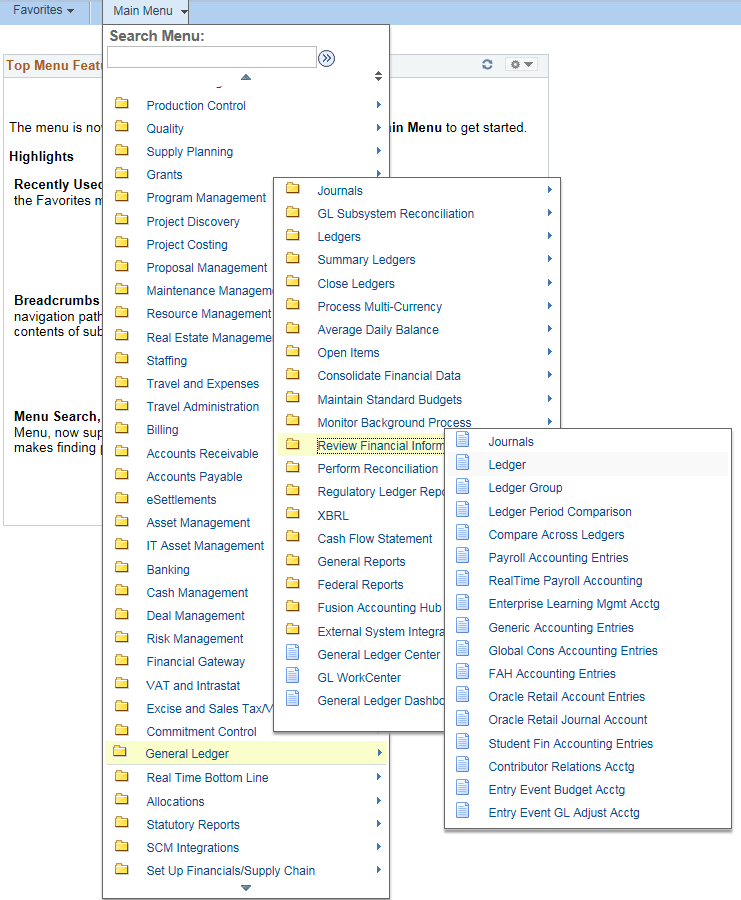 Favorites
Main Menu
Search Menu:
Top Menu Featu
The menu is no
ain Menu to get started.
Highlights
Recently Used
the Favorites m
Breadcrumbs
navigation path
contents of sub
Menu Search,
Menu, now sup
makes finding p
Production Control
Quality
Supply Planning
Grants
Program Management
Project Discovery
Project Costing
Proposal Management
Maintenance Managem
Resource Management
Real Estate Manageme
Staffing
Travel and Expenses
Travel Administration
Billing
Accounts Receivable
Accounts Payable
eSettlements
Asset Management
IT Asset Management
Banking
Cash Management
Deal Management
Risk Management
Financial Gateway
VAT and Intrastat
Excise and Sales Tax/V
Commitment Control
General Ledger
Real Time Bottom Line
Allocations
Statutory Reports
SCM Integrations
Set Up Financials/Supply Chain
Journals
GL Subsystem Reconciliation
Ledgers
Summary Ledgers
Close Ledgers
Process Multi-Currency
Average Daily Balance
Open Items
Consolidate Financial Data
Maintain Standard Budgets
Monitor Background Process
Review Financial Inform
Perform Reconciliation
Regulatory Ledger Repo
XBRL
Cash Flow Statement
General Reports
Federal Reports
Fusion Accounting Hub
External System Integra
General Ledger Center
GL WorkCenter
General Ledger Dashbo
Journals
Ledger
Ledger Group
Ledger Period Comparison
Compare Across Ledgers
Payroll Accounting Entries
RealTime Payroll Accounting
Enterprise Learning Mgmt Acctg
Generic Accounting Entries
Global Cons Accounting Entries
FAH Accounting Entries
Oracle Retail Account Entries
Oracle Retail Journal Account
Student Fin Accounting Entries
Contributor Relations Acctg
Entry Event Budget Acctg
Entry Event GL Adjust Acctg